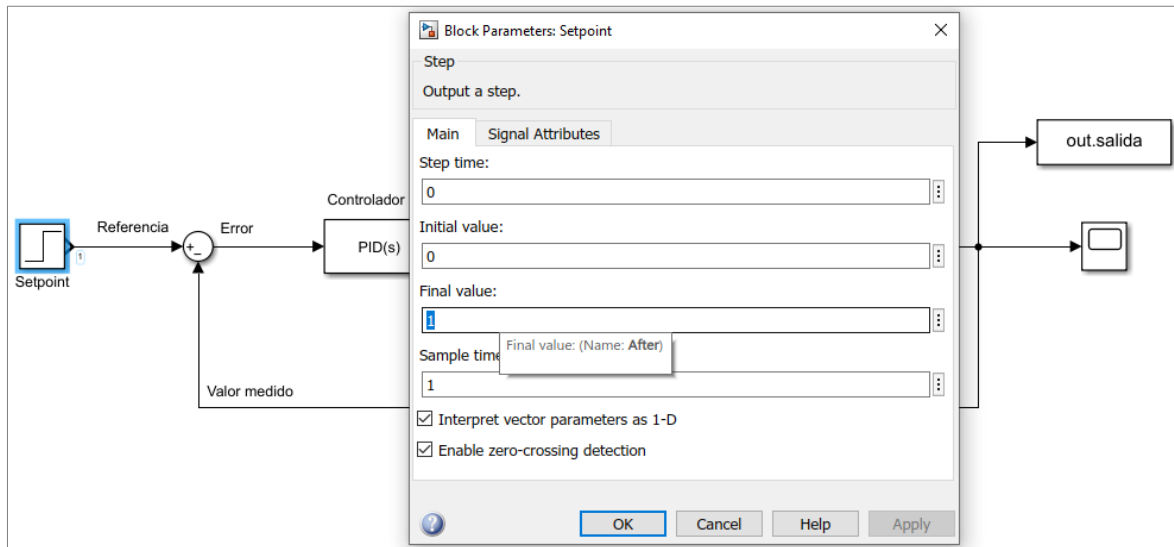 Block Parameters: Setpoint
Step
Output a step.
Main
Signal Attributes
Step time:
0
Initial value:
0
Final value:
1
Final value: (Name: After)
Sample time
1
Interpret vector parameters as 1-D
Enable zero-crossing detection
OK
Cancel
Help
Apply
Setpoint
1
Referencia
+
-
Error
Controlador
PID(s)
Valor medido
out.salida